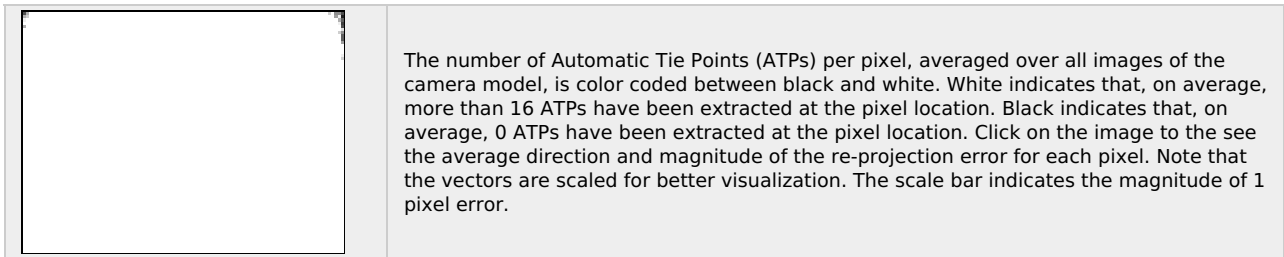 The number of Automatic Tie Points (ATPs) per pixel, averaged over all images of the
camera model, is color coded between black and white. White indicates that, on average,
more than 16 ATPs have been extracted at the pixel location. Black indicates that, on
average, 0 ATPs have been extracted at the pixel location. Click on the image to the see
the average direction and magnitude of the re-projection error for each pixel. Note that
the vectors are scaled for better visualization. The scale bar indicates the magnitude of 1
pixel error.